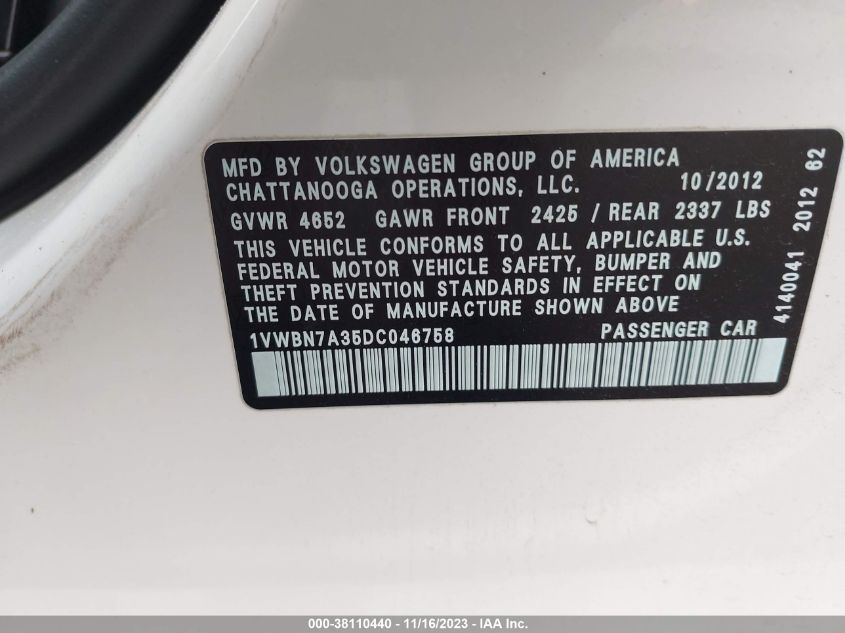 MFD BY VOLKSWAGEN GROUP OF AMERICA
CHATTANOOGA OPERATIONS, LLC. 10/2012
GVWR 4652 GAWR FRONT 2425 / REAR 2337 LBS
THIS VEHICLE CONFORMS TO ALL APPLICABLE U.S.
FEDERAL MOTOR VEHICLE SAFETY, BUMPER AND
THEFT PREVENTION STANDARDS IN EFFECT ON
THE DATE OF MANUFACTURE SHOWN ABOVE
1VWBN7A35DC046758 PASSENGER CAR
4140041 2012 62
000-38110440 - 11/16/2023 - IAA Inc.